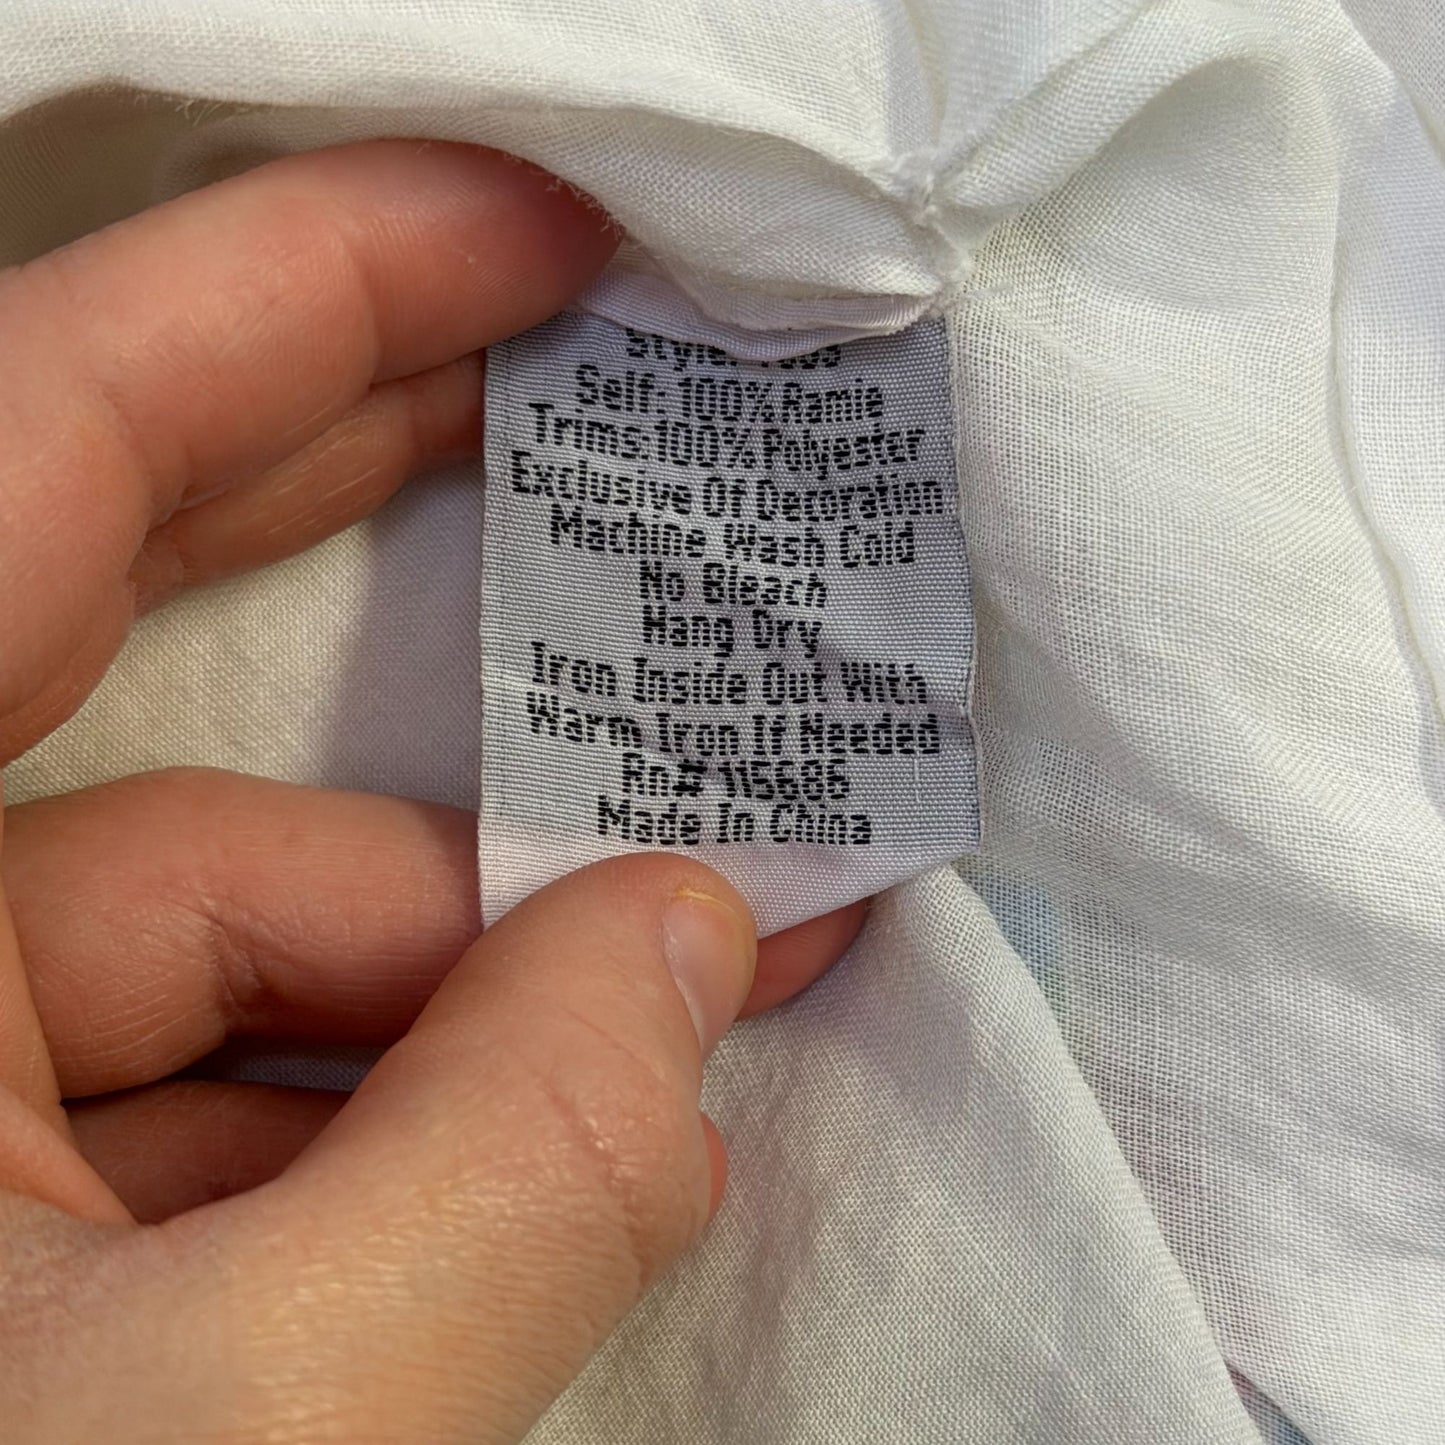 Style:
Self: 100% Ramie
Trims:100% Polyester
Exclusive Of Decoration
Machine Wash Cold
No Bleach
Hang Dry
Iron Inside Out With
Warm Iron If Needed
Rn# 115686
Made In China